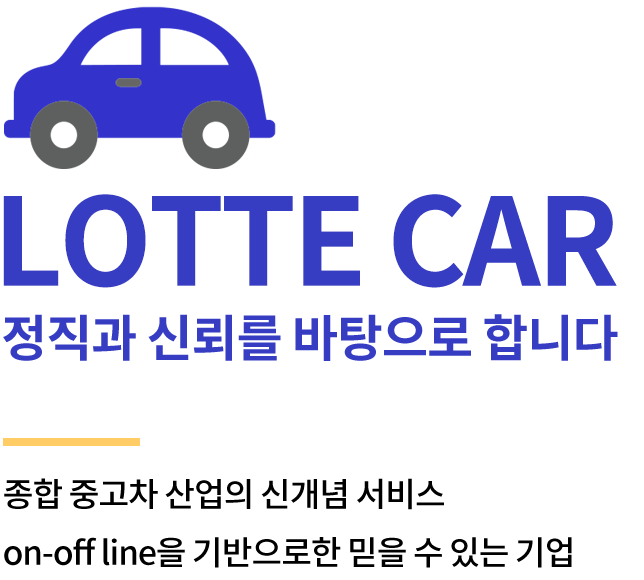 LOTTE CAR
정직과 신뢰를 바탕으로 합니다
종합 중고차 산업의 신개념 서비스
on-off line을 기반으로한 믿을 수 있는 기업